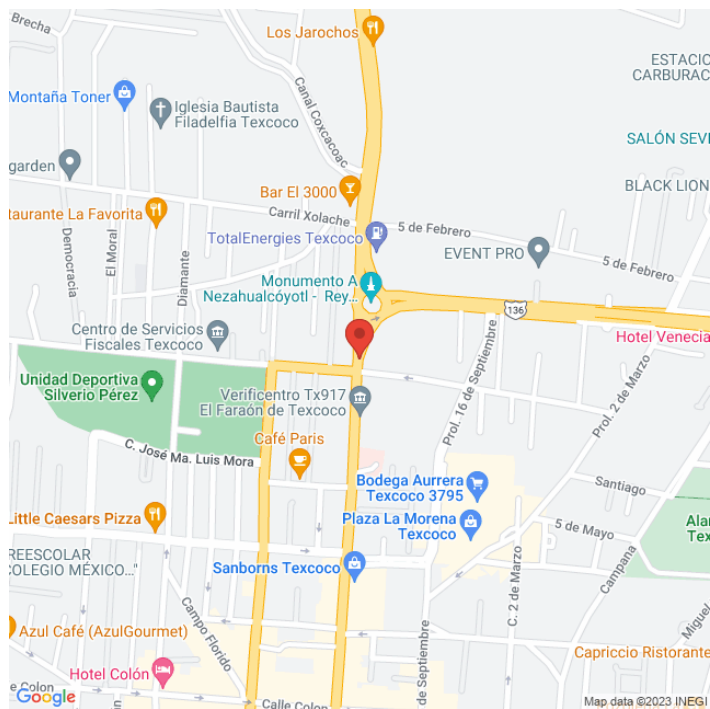 Brecha
Los Jarochos
ESTACIO
CARBURAC
Canal Coxcacoac
Montaña Toner
Iglesia Bautista
Filadelfia Texcoco
SALÓN SEVI
garden
Bar El 3000
BLACK LION
taurante La Favorita
Carril Xolache
5 de Febrero
TotalEnergies Texcoco
Democracia
El Moral
Diamante
EVENT PRO
5 de Febrero
Monumento A
Nezahualcóyotl - Rey...
136
Centro de Servicios
Fiscales Texcoco
Hotel Venecia
Prol. 16 de Septiembre
Prol. 2 de Marzo
Unidad Deportiva
Silverio Pérez
Verificentro Tx917
El Faraón de Texcoco
Café Paris
C. José Ma. Luis Mora
Bodega Aurrera
Texcoco 3795
Santiago
Little Caesars Pizza
Plaza La Morena
Texcoco
5 de Mayo
Alar
Tex
REESCOLAR
COLEGIO MÉXICO..."
Sanborns Texcoco
Campana
C. 2 de Marzo
Campo Florido
de Septiembre
Miguel
Azul Café (AzulGourmet)
Capriccio Ristorante
Hotel Colón
le Colon
Calle Colon
Google
Map data ©2023 INEGI